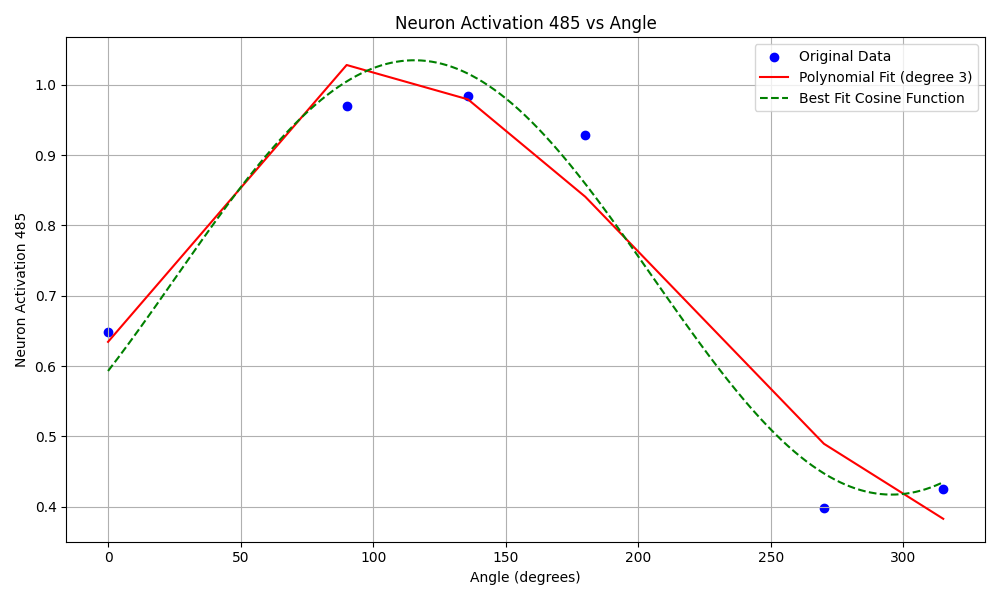 Neuron Activation 485 vs Angle
Original Data
Polynomial Fit (degree 3)
Best Fit Cosine Function
Neuron Activation 485
1.0
0.9
0.8
0.7
0.6
0.5
0.4
0
50
100
150
200
250
300
Angle (degrees)